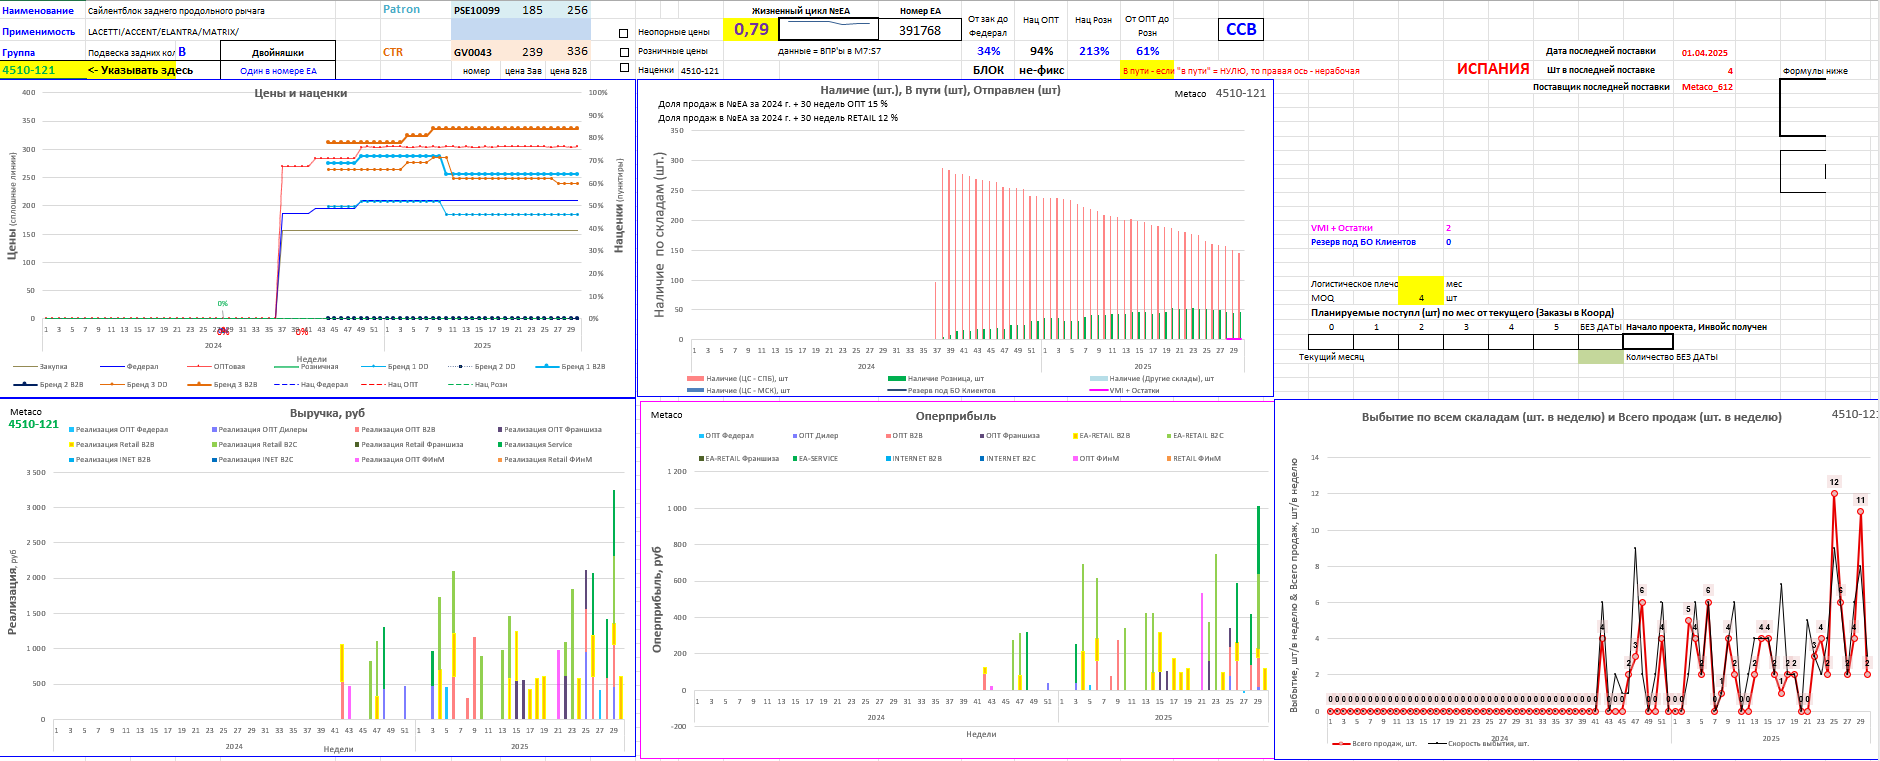 Наименование Сайлентблок заднего продольного рычага Patron PSE10099 185 256 Жизненный цикл №ЕА Номер ЕА
Применимость LACETTI/ACCENT/ELANTRA/MATRIX/ Неопорные цены 0,79 391768 От зак до Федерал Нац ОПТ Нац Розн От ОПТ до Розн ССВ
Группа Подвеска задних кол В Двойняшки CTR GV0043 239 336 Розничные цены данные = ВПР'ы в M7:S7 34% 94% 213% 61% Дата последней поставки 01.04.2025
4510-121 <- Указывать здесь Один в номере ЕА номер цена Зав цена B2B Наценки 4510-121 БЛОК не-фикс В пути - если "в пути" = НУЛЮ, то правая ось - нерабочая ИСПАНИЯ Шт в последней поставке 4 Формулы ниже
Поставщик последней поставки Metaco_612
Цены и наценки
Цены (сплошные линии)
400
350
300
250
200
150
100
50
0
100%
90%
80%
70%
60%
50%
40%
30%
20%
10%
0%
Наценки (пунктиры)
0%
0%
0%
1 3 5 7 9 11 13 15 17 19 21 23 25 27 29 37 39 41 43 45 47 49 51 1 3 5 7 9 11 13 15 17 19 21 23 25 27 29
2024 2025
Недели
Закупка Федерал ОПТовая Розничная Бренд 1 DD Бренд 2 DD Бренд 1 B2B
Бренд 2 B2B Бренд 3 DD Бренд 3 B2B Нац Федерал Нац ОПТ Нац Розн
Наличие (шт.), В пути (шт), Отправлен (шт) Metaco 4510-121
Доля продаж в №ЕА за 2024 г. + 30 недель ОПТ 15 %
Доля продаж в №ЕА за 2024 г. + 30 недель RETAIL 12 %
Наличие по складам (шт.)
350
300
250
200
150
100
50
0
1 3 5 7 9 11 13 15 17 19 21 23 25 27 29 31 33 35 37 39 41 43 45 47 49 51 1 3 5 7 9 11 13 15 17 19 21 23 25 27 29
2024 2025
Наличие (ЦС - СПБ), шт Наличие Розница, шт Наличие (Другие склады), шт
Наличие (ЦС - МСК), шт Резерв под БО Клиентов VMI + Остатки
VMI + Остатки 2
Резерв под БО Клиентов 0
Логистическое плечо мес
MOQ 4 шт
Планируемые поступл (шт) по мес от текущего (Заказы в Коорд)
0 1 2 3 4 5 БЕЗ ДАТЫ Начало проекта, Инвойс получен
Текущий месяц Количество БЕЗ ДАТЫ
Metaco Выручка, руб
4510-121
Реализация ОПТ Федерал Реализация ОПТ Дилеры Реализация ОПТ B2B Реализация ОПТ Франшиза
Реализация Retail B2B Реализация Retail B2C Реализация Retail Франшиза Реализация Service
Реализация INET B2B Реализация INET B2C Реализация ОПТ ФИнМ Реализация Retail ФИнМ
Реализация, руб
3 500
3 000
2 500
2 000
1 500
1 000
500
0
1 3 5 7 9 11 13 15 17 19 21 23 25 27 29 31 33 35 37 39 41 43 45 47 49 51 1 3 5 7 9 11 13 15 17 19 21 23 25 27 29
2024 2025
Недели
Metaco Оперприбыль
ОПТ Федерал ОПТ Дилер ОПТ B2B ОПТ Франшиза EA-RETAIL B2B EA-RETAIL B2C
EA-RETAIL Франшиза EA-SERVICE INTERNET B2B INTERNET B2C ОПТ ФИнМ RETAIL ФИнМ
Оперприбыль, руб
1 200
1 000
800
600
400
200
0
-200
1 3 5 7 9 11 13 15 17 19 21 23 25 27 29 31 33 35 37 39 41 43 45 47 49 51 1 3 5 7 9 11 13 15 17 19 21 23 25 27 29
2024 2025
Недели
Выбытие по всем скаладам (шт. в неделю) и Всего продаж (шт. в неделю) 4510-121
Выбытие, шт/в неделю & Всего продаж, шт/в неделю
14
12
10
8
6
4
2
0
1 3 5 7 9 11 13 15 17 19 21 23 25 27 29 31 33 35 37 39 41 43 45 47 49 51 1 3 5 7 9 11 13 15 17 19 21 23 25 27 29
2024 2025
Всего продаж, шт. Скорость выбытия, шт.